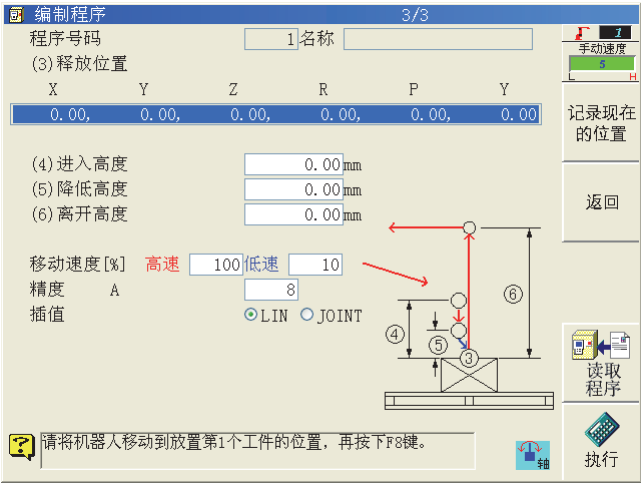 编制程序 3/3
程序号码 1 名称
(3)释放位置
X Y Z R P Y
0.00, 0.00, 0.00, 0.00, 0.00, 0.00
(4)进入高度 0.00 mm
(5)降低高度 0.00 mm
(6)离开高度 0.00 mm
移动速度[%] 高速 100 低速 10
精度 A 8
插值 LIN JOINT
⑥
④
⑤
③
请将机器人移动到放置第1个工件的位置，再按下F8键。
轴
1
手动速度
5
L H
记录现在
的位置
返回
读取
程序
执行